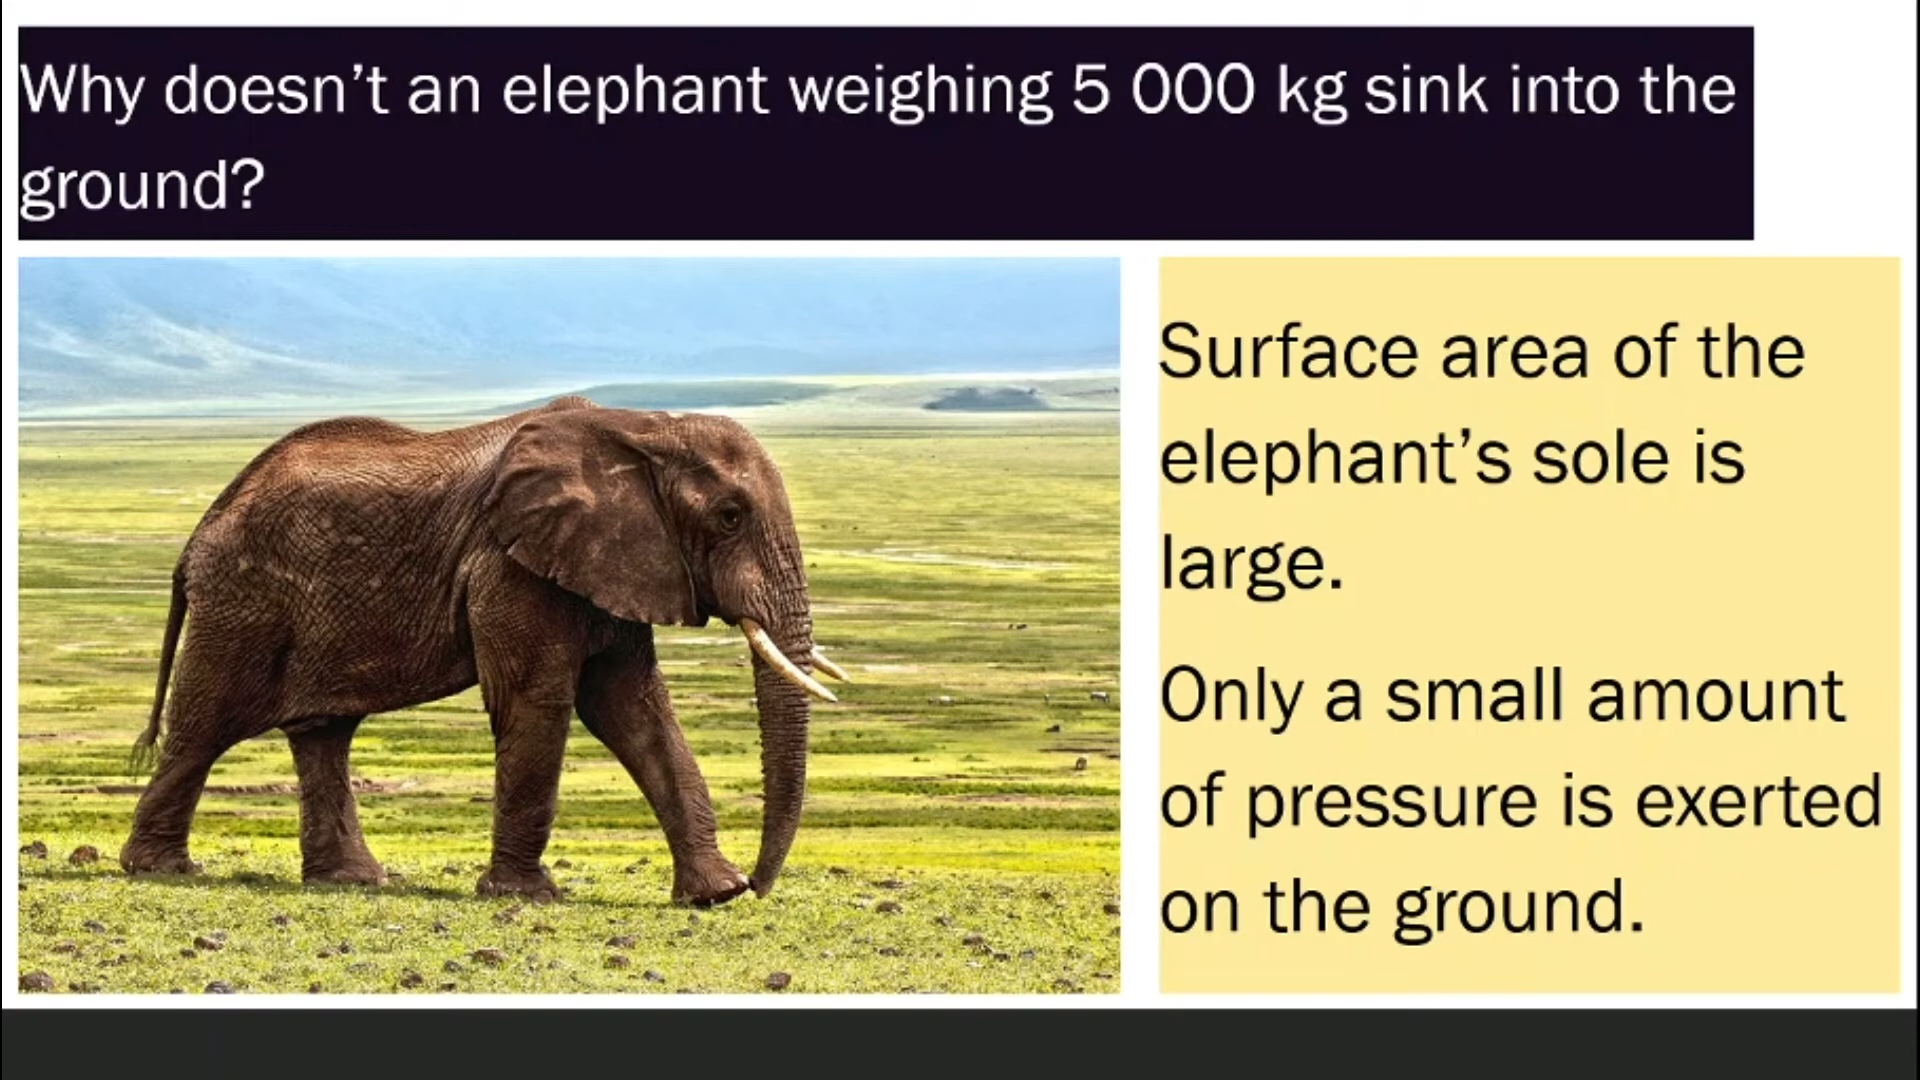 Why doesn’t an elephant weighing 5 000 kg sink into the
ground?
Surface area of the
elephant’s sole is
large.
Only a small amount
of pressure is exerted
on the ground.